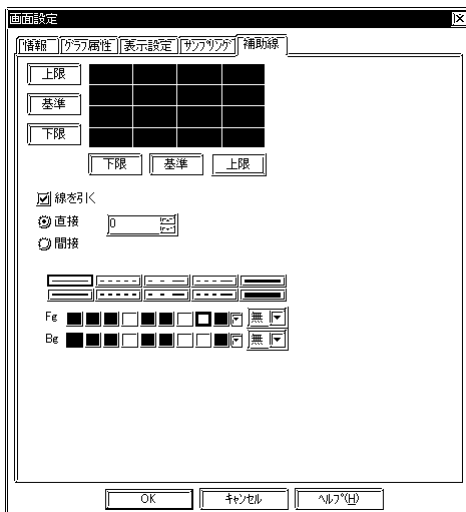 画面設定
情報 グラフ属性 表示設定 サンプリング 補助線
上限
基準
下限
下限 基準 上限
線を引く
直接 0
間接
Fg 無
Bg 無
OK キャンセル ヘルプ(H)